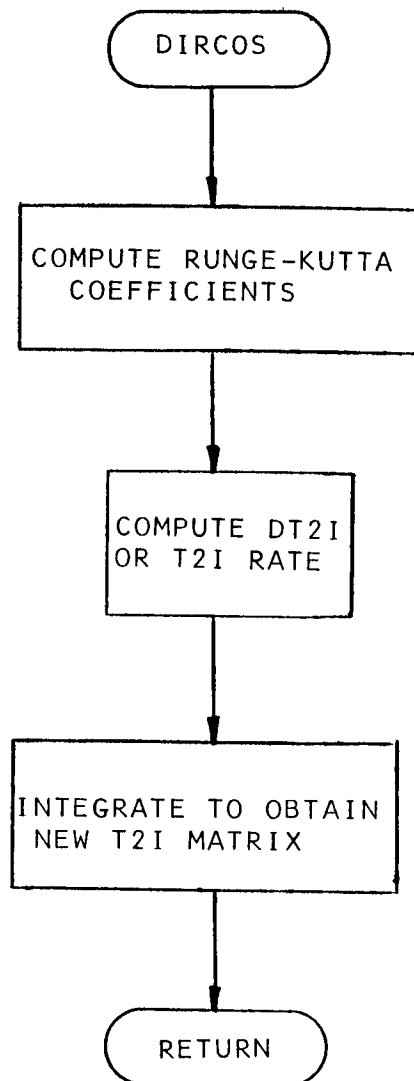 DIRCOS
COMPUTE RUNGE-KUTTA
COEFFICIENTS
COMPUTE DT2I
OR T2I RATE
INTEGRATE TO OBTAIN
NEW T2I MATRIX
RETURN